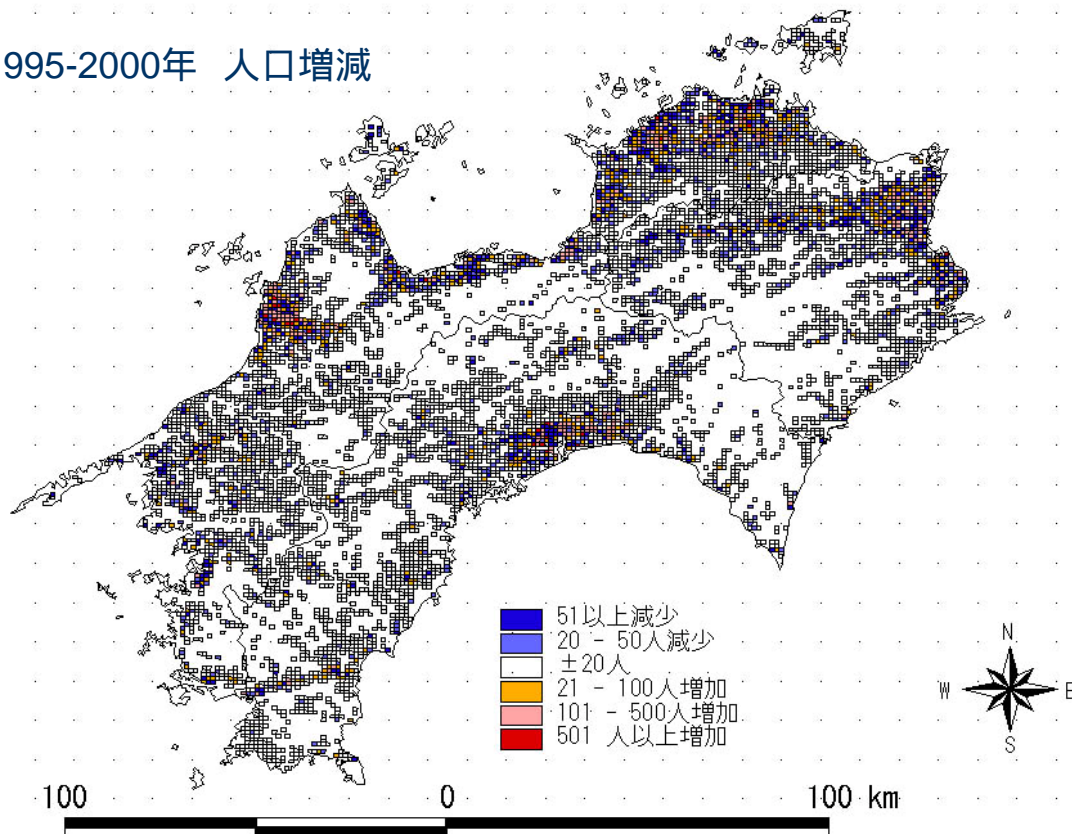 995-2000年 人口増減
51以上減少
20 - 50人減少
±20人
21 - 100人増加
101 - 500人増加
501 人以上増加
N
W E
S
100 0 100 km